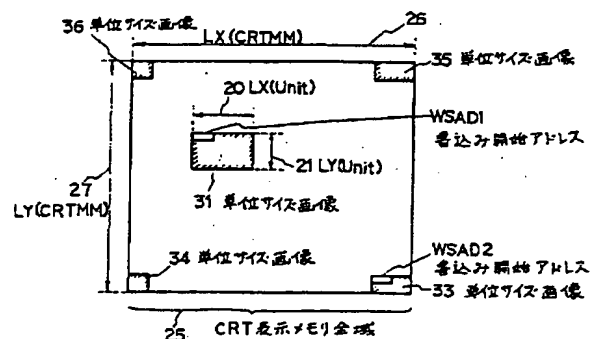 26
36 単位サイズ画像
LX(CRTMM)
35 単位サイズ画像
20 LX(Unit)
WSAD1
書込み開始アドレス
21 LY(Unit)
27
LY(CRTMM)
31 単位サイズ画像
WSAD2
34 単位サイズ画像
書込み開始アドレス
33 単位サイズ画像
25 CRT表示メモリ全域